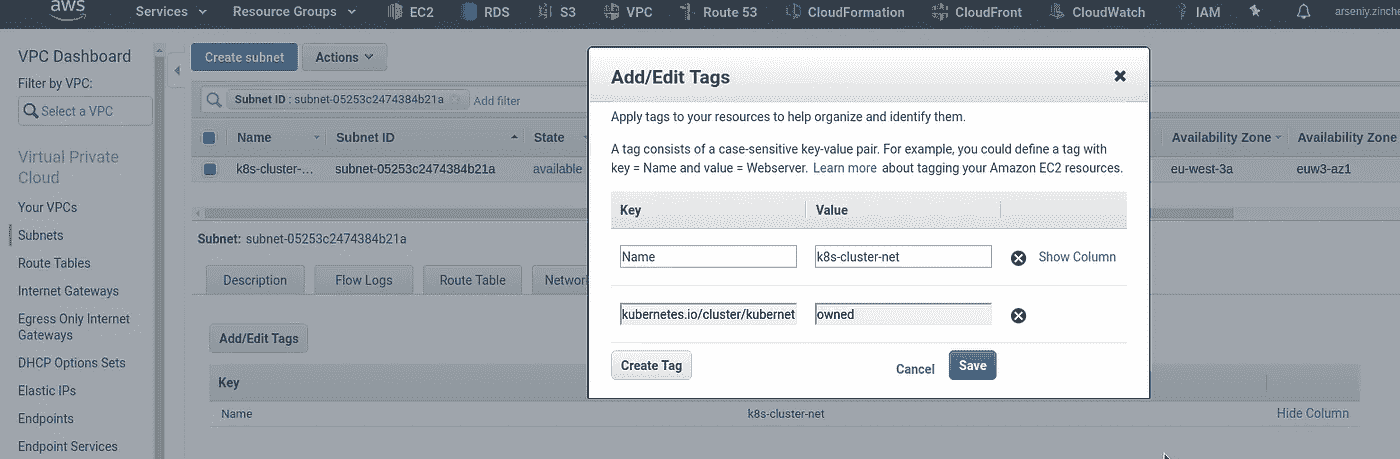 aws
Services
Resource Groups
EC2
RDS
S3
VPC
Route 53
CloudFormation
CloudFront
CloudWatch
IAM
arseniy.zinche
VPC Dashboard
Filter by VPC:
Select a VPC
Virtual Private
Cloud
Your VPCs
Subnets
Route Tables
Internet Gateways
Egress Only Internet
Gateways
DHCP Options Sets
Elastic IPs
Endpoints
Endpoint Services
Create subnet
Actions
Subnet ID : subnet-05253c2474384b21a
Add filter
Name
Subnet ID
State
Availability Zone
Availability Zone
k8s-cluster-...
subnet-05253c2474384b21a
available
eu-west-3a
euw3-az1
Subnet: subnet-05253c2474384b21a
Description
Flow Logs
Route Table
Network
Add/Edit Tags
Key
Name
k8s-cluster-net
Hide Column
Add/Edit Tags
Apply tags to your resources to help organize and identify them.
A tag consists of a case-sensitive key-value pair. For example, you could define a tag with
key = Name and value = Webserver. Learn more about tagging your Amazon EC2 resources.
Key
Value
Name
k8s-cluster-net
Show Column
kubernetes.io/cluster/kubernet
owned
Create Tag
Cancel
Save